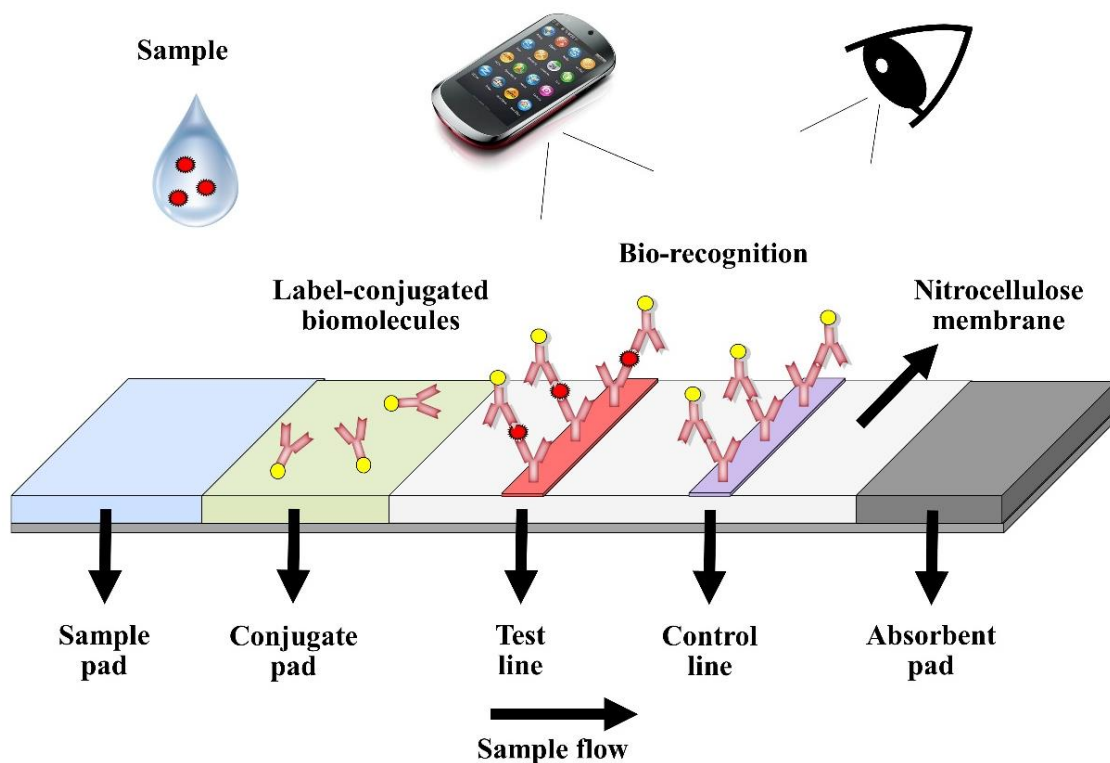 Sample
Bio-recognition
Label-conjugated
biomolecules
Nitrocellulose
membrane
Sample
pad
Conjugate
pad
Test
line
Control
line
Absorbent
pad
Sample flow